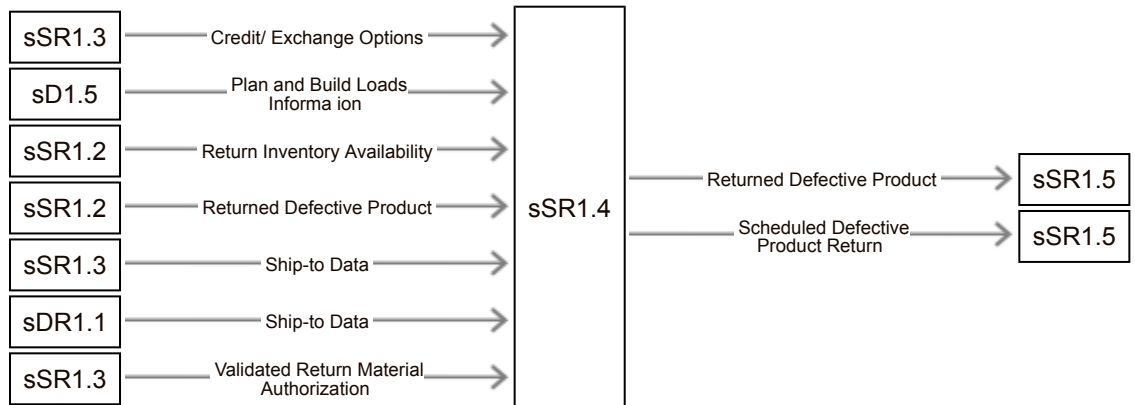 sSR1.3
Credit/ Exchange Options
sD1.5
Plan and Build Loads
Informa ion
sSR1.2
Return Inventory Availability
sSR1.2
Returned Defective Product
sSR1.3
Ship-to Data
sDR1.1
Ship-to Data
sSR1.3
Validated Return Material
Authorization
sSR1.4
Returned Defective Product
sSR1.5
Scheduled Defective
Product Return
sSR1.5